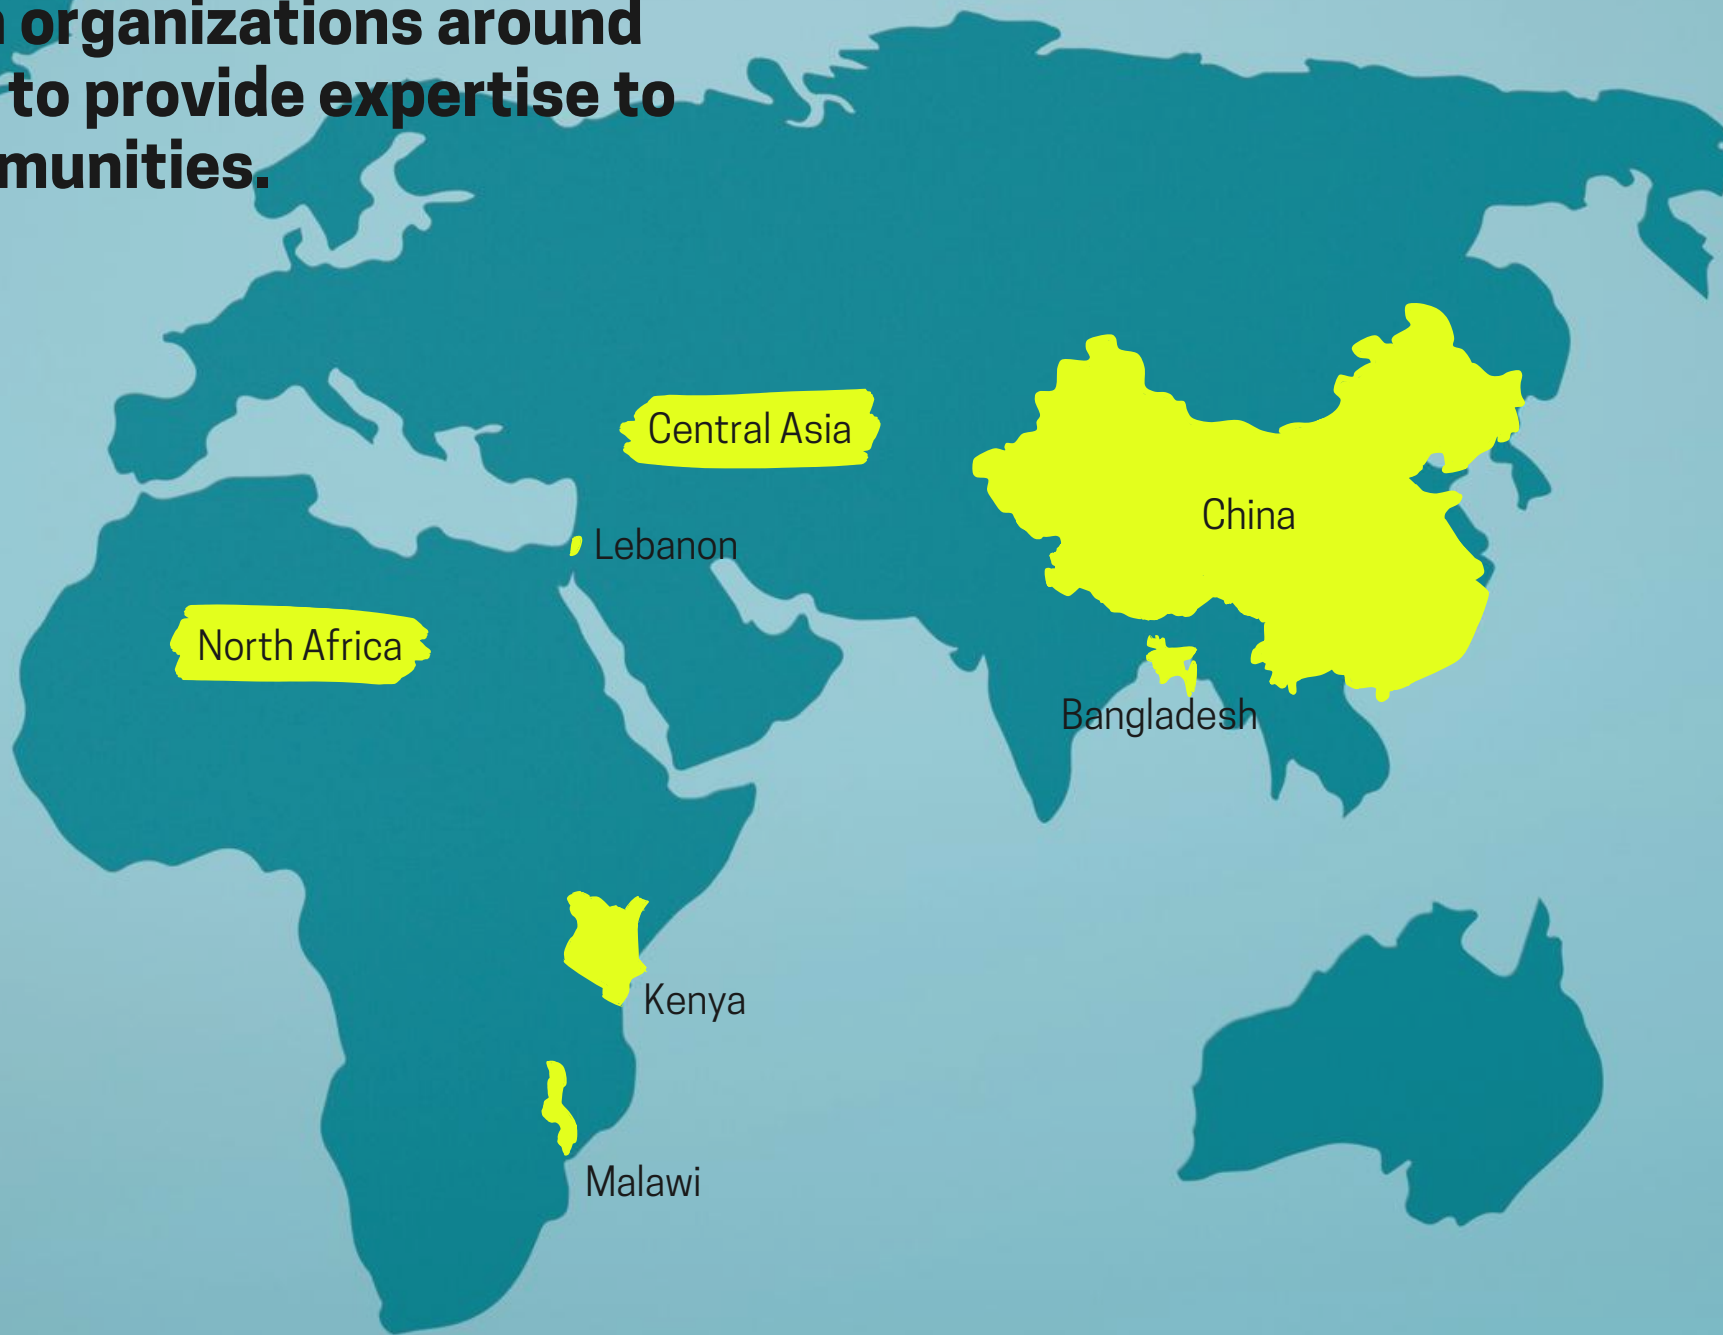 organizations around
to provide expertise to
munities.
Central Asia
China
Lebanon
North Africa
Bangladesh
Kenya
Malawi